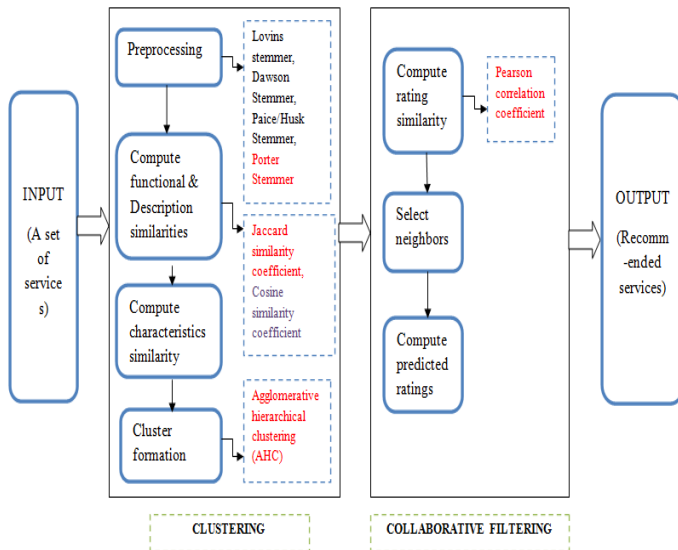 INPUT
(A set
of
service
s)
Preprocessing
Lovins
stemmer,
Dawson
Stemmer,
Paice/Husk
Stemmer,
Porter
Stemmer
Compute
functional &
Description
similarities
Jaccard
similarity
coefficient,
Cosine
similarity
coefficient
Compute
characteristics
similarity
Cluster
formation
Agglomerative
hierarchical
clustering
(AHC)
CLUSTERING
Compute
rating
similarity
Pearson
correlation
coefficient
Select
neighbors
Compute
predicted
ratings
COLLABORATIVE FILTERING
OUTPUT
(Recomm
-ended
services)